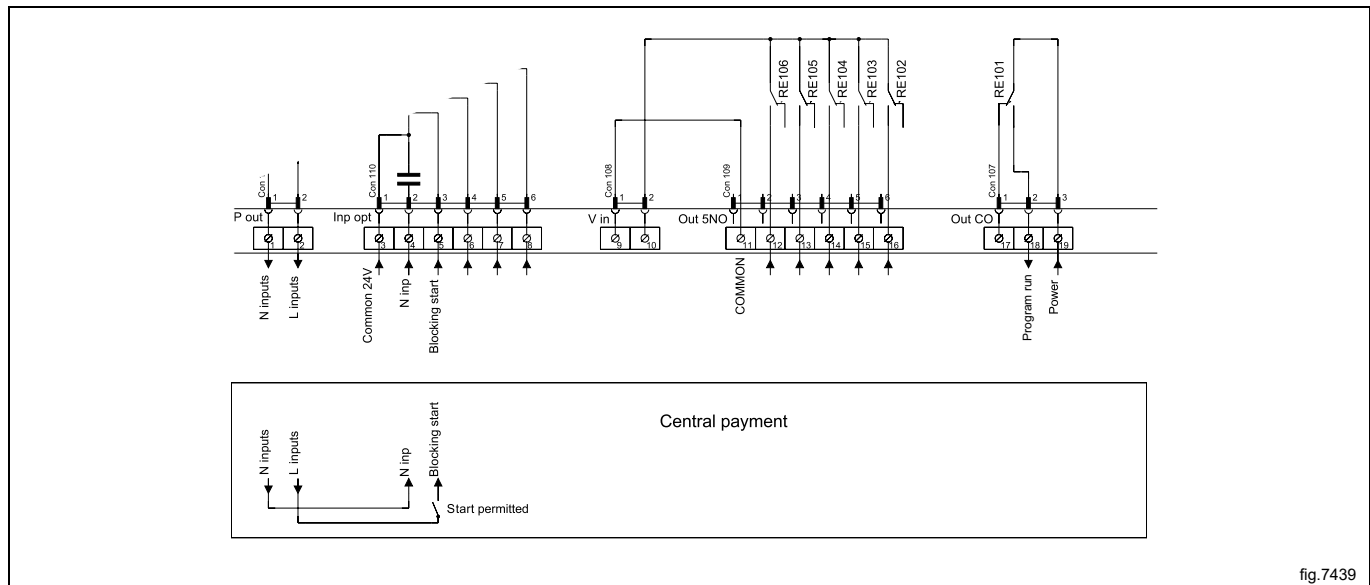 RE106
RE105
RE104
RE103
RE102
RE101
Con
1
2
Con 110
1
2
3
4
5
6
Con 108
1
2
Con 109
1
2
3
4
5
6
Con 107
1
2
3
P out
Inp opt
V in
Out 5NO
Out CO
1
2
3
4
5
6
7
8
9
10
11
12
13
14
15
16
17
18
19
N inputs
L inputs
Common 24V
N inp
Blocking start
COMMON
Program run
Power
Central payment
N inputs
L inputs
N inp
Blocking start
Start permitted
fig.7439